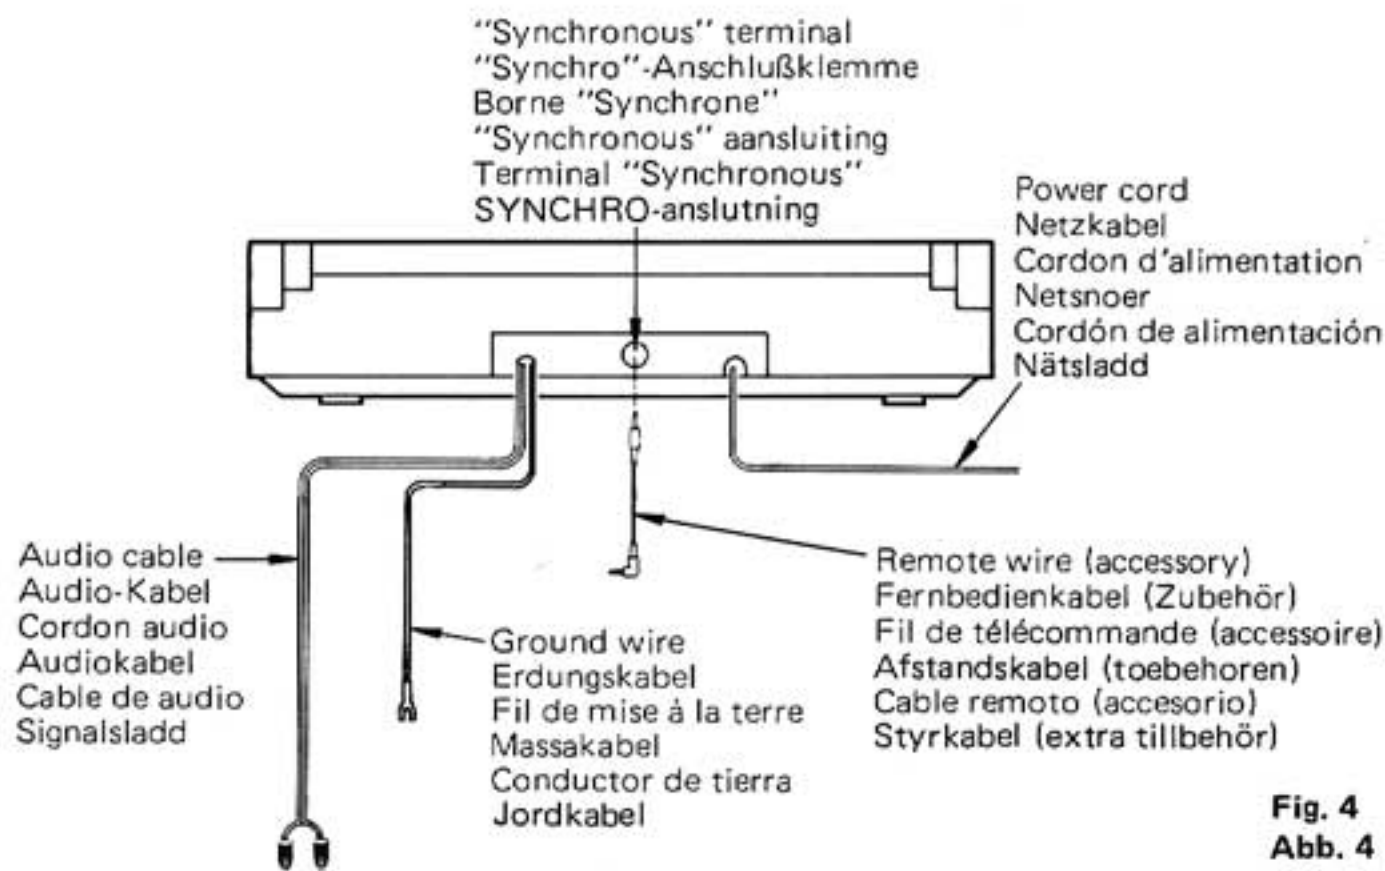 "Synchronous" terminal
"Synchro"-Anschlußklemme
Borne "Synchrone"
"Synchronous" aansluiting
Terminal "Synchronous"
SYNCHRO-anslutning
Power cord
Netzkabel
Cordon d'alimentation
Netsnoer
Cordón de alimentación
Nätsladd
Audio cable
Audio-Kabel
Cordon audio
Audiokabel
Cable de audio
Signalsladd
Ground wire
Erdungskabel
Fil de mise à la terre
Massakabel
Conductor de tierra
Jordkabel
Remote wire (accessory)
Fernbedienkabel (Zubehör)
Fil de télécommande (accessoire)
Afstandskabel (toebehoren)
Cable remoto (accesorio)
Styrkabel (extra tillbehör)
Fig. 4
Abb. 4